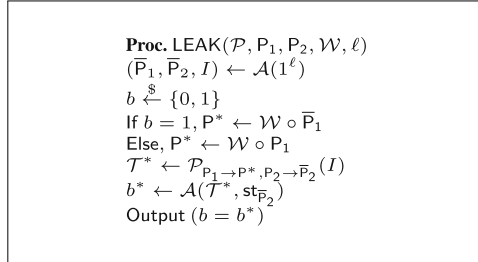 Proc. LEAK(𝒫, P₁, P₂, 𝒲, ℓ)
(P̅₁, P̅₂, I) ← 𝒜(1^ℓ)
b ←$ {0, 1}
If b = 1, P* ← 𝒲 ∘ P̅₁
Else, P* ← 𝒲 ∘ P₁
𝒯* ← 𝒫_{P₁→P*, P₂→P̅₂}(I)
b* ← 𝒜(𝒯*, st_{P̅₂})
Output (b = b*)